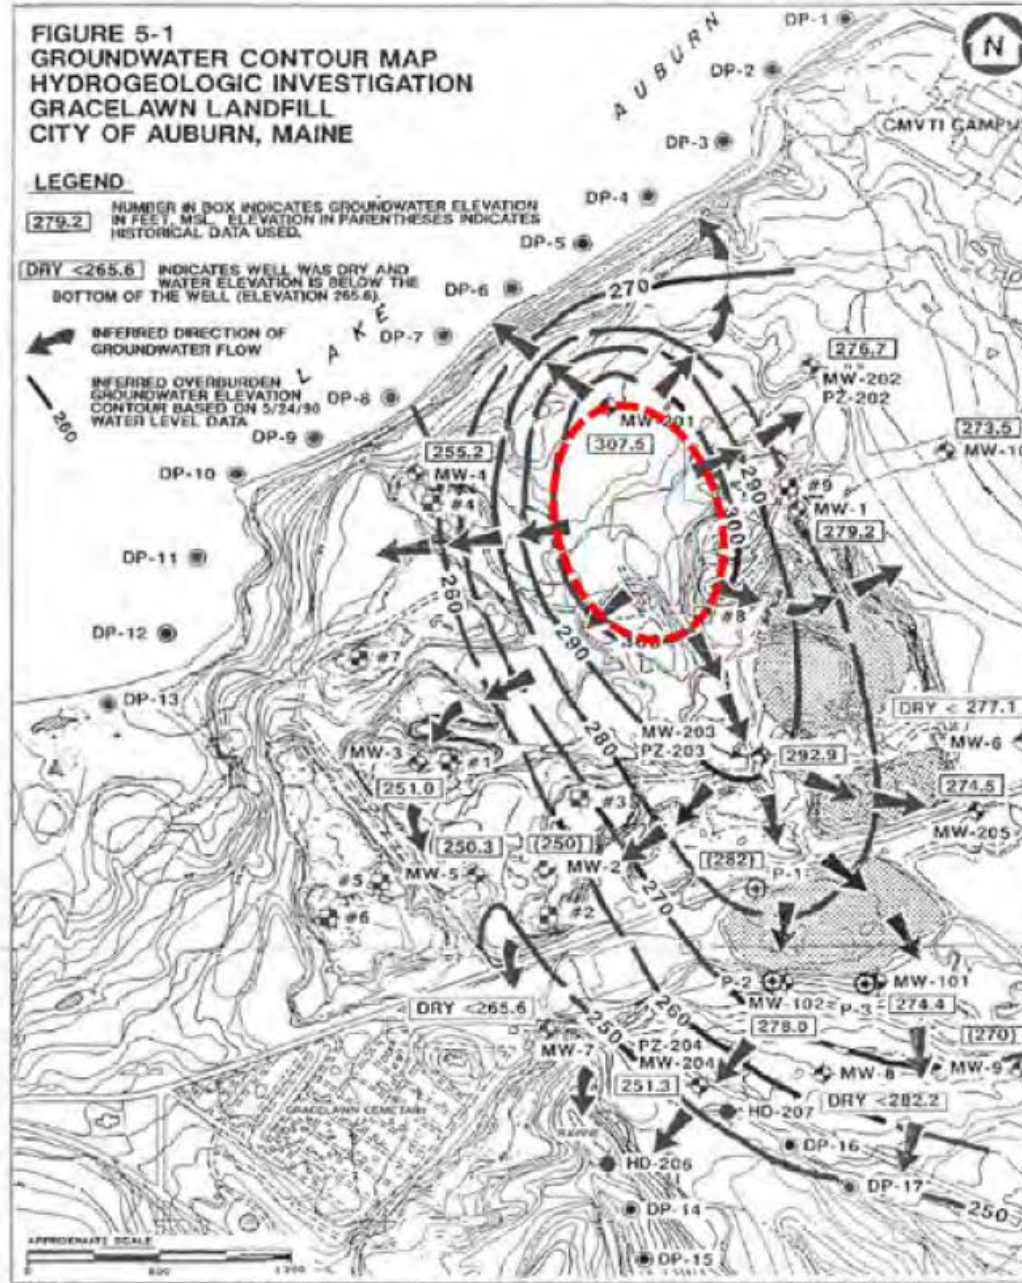 FIGURE 5-1
GROUNDWATER CONTOUR MAP
HYDROGEOLOGIC INVESTIGATION
GRACELAWN LANDFILL
CITY OF AUBURN, MAINE
LEGEND
279.2
NUMBER IN BOX INDICATES GROUNDWATER ELEVATION
IN FEET, MSL. ELEVATION IN PARENTHESES INDICATES
HISTORICAL DATA USED.
DRY <265.6
INDICATES WELL WAS DRY AND
WATER ELEVATION IS BELOW THE
BOTTOM OF THE WELL (ELEVATION 265.6).
INFERRED DIRECTION OF
GROUNDWATER FLOW
260
INFERRED OVERBURDEN
GROUNDWATER ELEVATION
CONTOUR BASED ON 5/24/90
WATER LEVEL DATA
LAKE
AUBURN
N
CMVTI CAMPU
DP-1
DP-2
DP-3
DP-4
DP-5
DP-6
DP-7
DP-8
DP-9
DP-10
DP-11
DP-12
DP-13
270
276.7
MW-202
PZ-202
MW-201
307.5
273.5
MW-10
255.2
MW-4
#4
290
300
#9
MW-1
279.2
260
#8
290
#7
DRY < 277.1
MW-203
PZ-203
280
292.9
MW-6
MW-3
#1
251.0
274.5
MW-205
#3
250.3
(250)
MW-5
MW-2
(282)
P-1
#5
#6
#2
270
P-2
MW-102
278.0
P-3
MW-101
274.4
(270)
DRY <265.6
250
260
MW-7
PZ-204
MW-204
251.3
MW-8
MW-9
DRY <282.2
HD-207
GRACELAWN CEMETARY
RAVINE
DP-16
HD-206
DP-17
250
DP-14
DP-15
APPROXIMATE SCALE
0